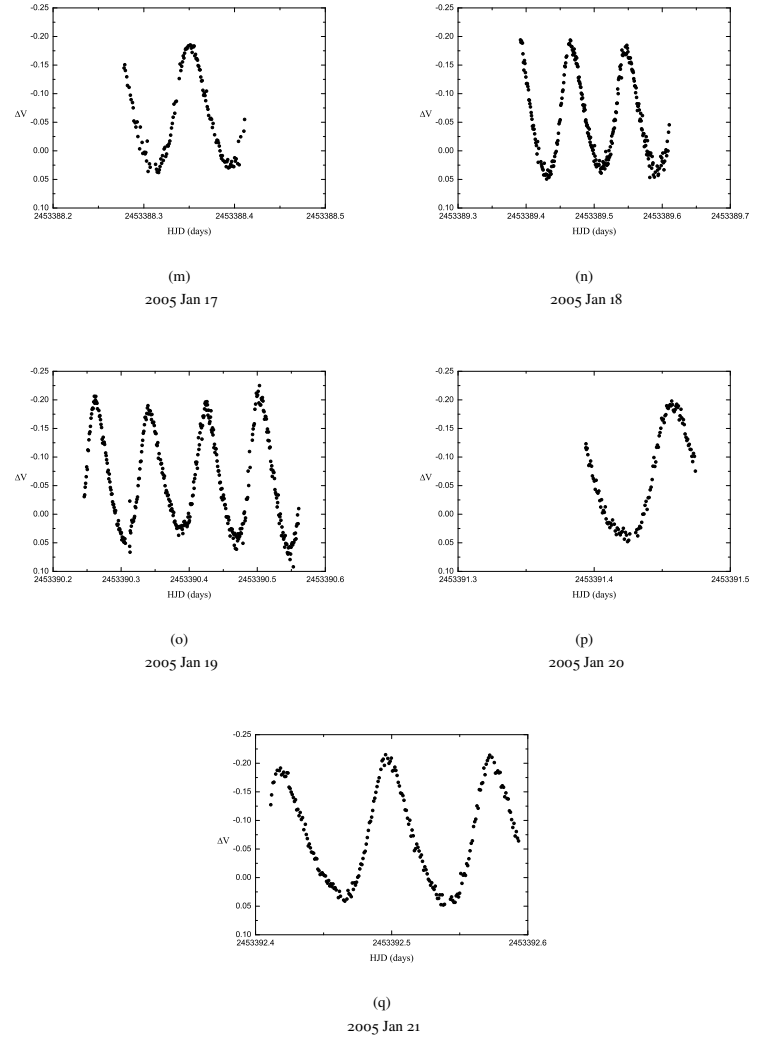 -0.25
-0.20
-0.15
-0.10
-0.05
0.00
0.05
0.10
ΔV
2453388.2 2453388.3 2453388.4 2453388.5
HJD (days)
(m)
2005 Jan 17
-0.25
-0.20
-0.15
-0.10
-0.05
0.00
0.05
0.10
ΔV
2453389.3 2453389.4 2453389.5 2453389.6 2453389.7
HJD (days)
(n)
2005 Jan 18
-0.25
-0.20
-0.15
-0.10
-0.05
0.00
0.05
0.10
ΔV
2453390.2 2453390.3 2453390.4 2453390.5 2453390.6
HJD (days)
(o)
2005 Jan 19
-0.25
-0.20
-0.15
-0.10
-0.05
0.00
0.05
0.10
ΔV
2453391.3 2453391.4 2453391.5
HJD (days)
(p)
2005 Jan 20
-0.25
-0.20
-0.15
-0.10
-0.05
0.00
0.05
0.10
ΔV
2453392.4 2453392.5 2453392.6
HJD (days)
(q)
2005 Jan 21